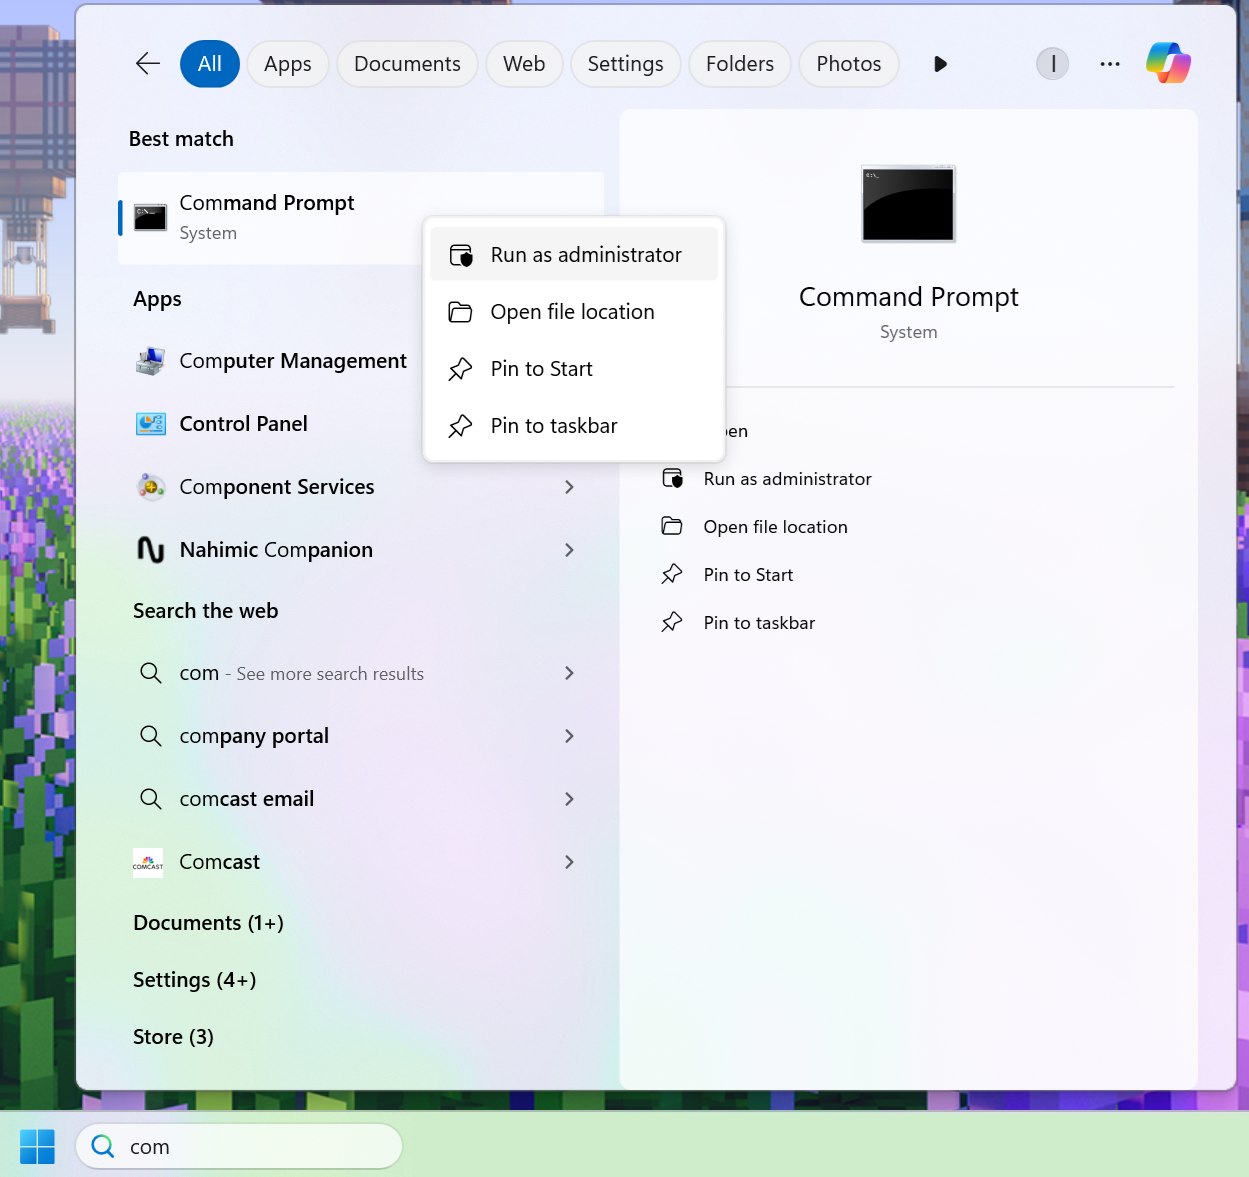 All
Apps
Documents
Web
Settings
Folders
Photos
I
Best match
Command Prompt
System
Run as administrator
Open file location
Pin to Start
Pin to taskbar
Apps
Computer Management
Control Panel
Component Services
Nahimic Companion
Search the web
com - See more search results
company portal
comcast email
COMCAST
Comcast
Documents (1+)
Settings (4+)
Store (3)
Command Prompt
System
Run as administrator
Open file location
Pin to Start
Pin to taskbar
com